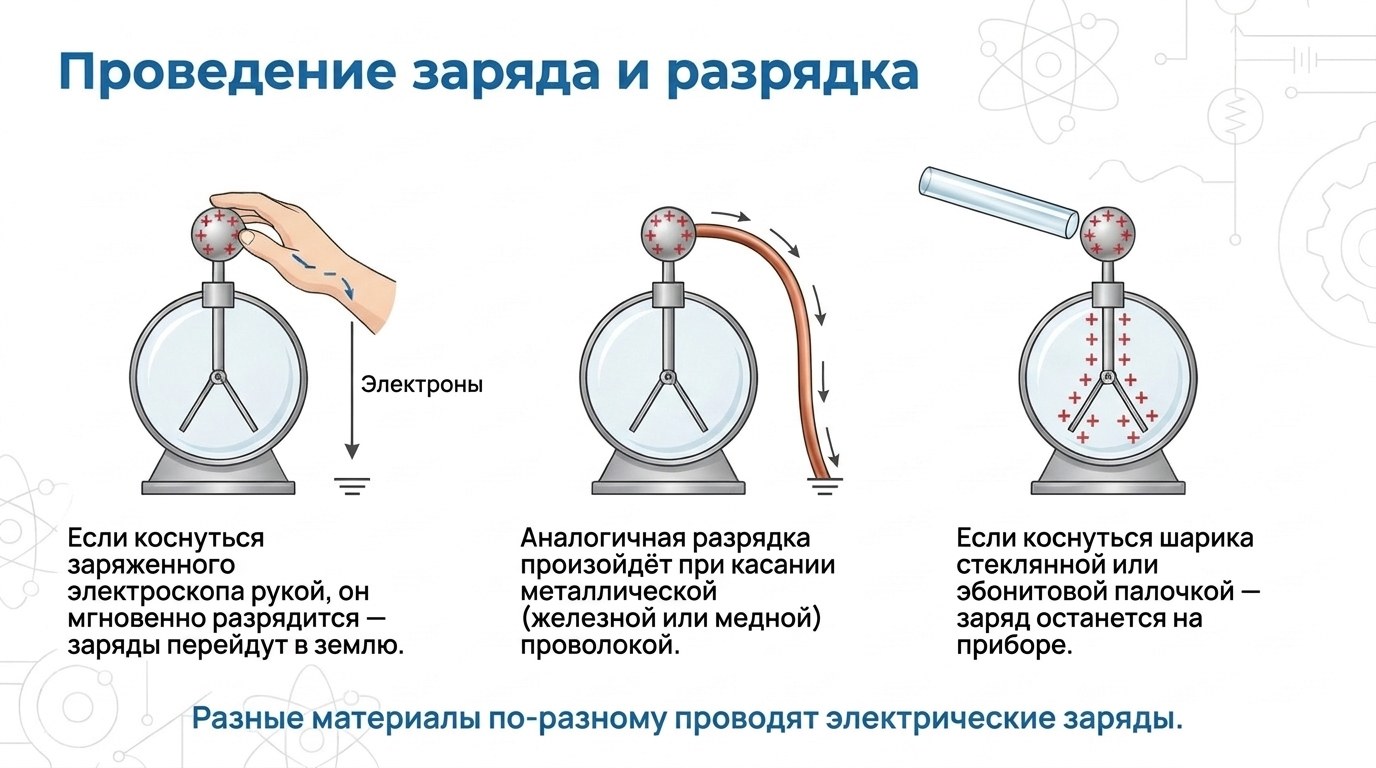 Проведение заряда и разрядка
Электроны
Если коснуться
заряженного
электроскопа рукой, он
мгновенно разрядится —
заряды перейдут в землю.
Аналогичная разрядка
произойдёт при касании
металлической
(железной или медной)
проволокой.
Если коснуться шарика
стеклянной или
эбонитовой палочкой —
заряд останется на
приборе.
Разные материалы по-разному проводят электрические заряды.